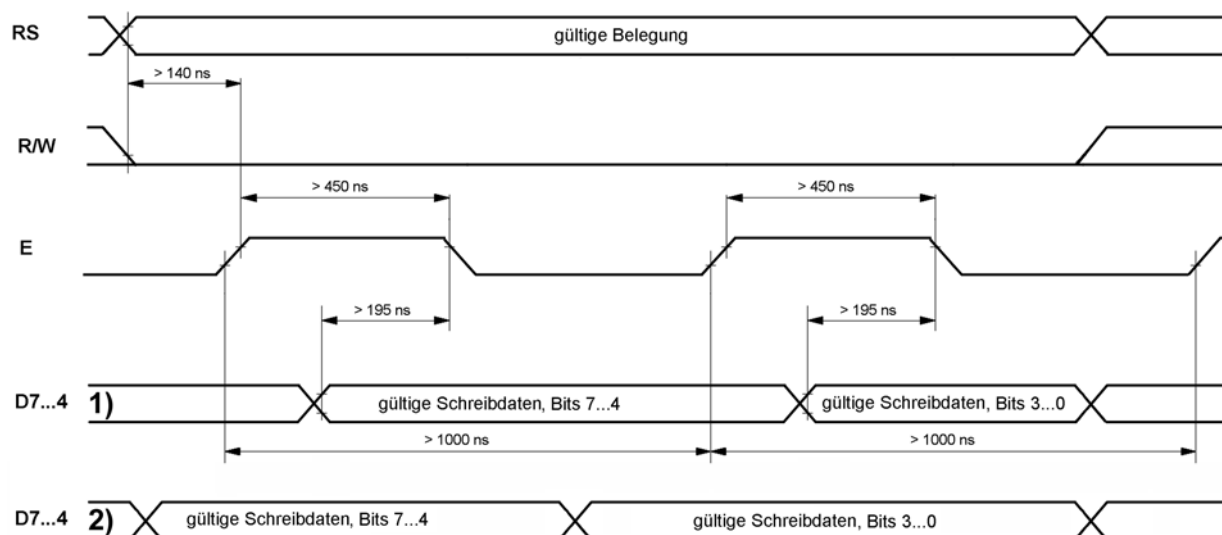 RS
gültige Belegung
> 140 ns
R/W
> 450 ns
> 450 ns
E
> 195 ns
> 195 ns
D7...4 1)
gültige Schreibdaten, Bits 7...4
gültige Schreibdaten, Bits 3...0
> 1000 ns
> 1000 ns
D7...4 2)
gültige Schreibdaten, Bits 7...4
gültige Schreibdaten, Bits 3...0